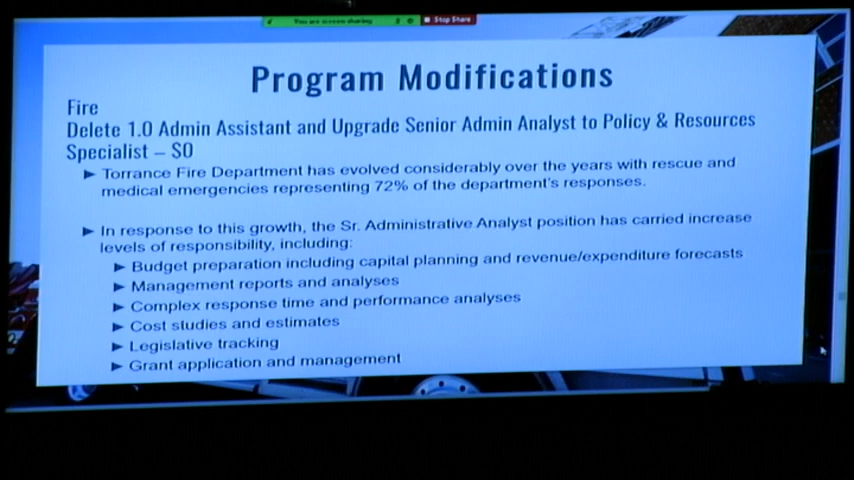 You are screen sharing
Stop Share
Program Modifications
Fire
Delete 1.0 Admin Assistant and Upgrade Senior Admin Analyst to Policy & Resources
Specialist – $0
► Torrance Fire Department has evolved considerably over the years with rescue and
medical emergencies representing 72% of the department's responses.
► In response to this growth, the Sr. Administrative Analyst position has carried increase
levels of responsibility, including:
► Budget preparation including capital planning and revenue/expenditure forecasts
► Management reports and analyses
► Complex response time and performance analyses
► Cost studies and estimates
► Legislative tracking
► Grant application and management